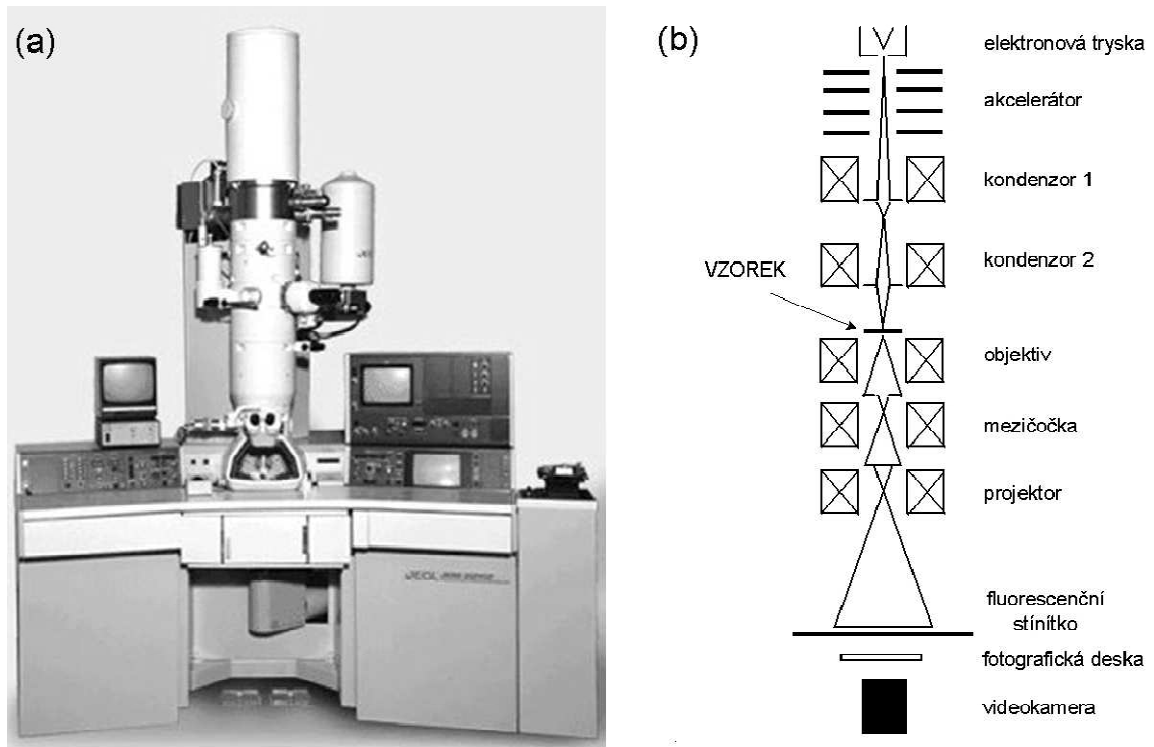 (a)
JEOL
(b)
elektronová tryska
akcelerátor
kondenzor 1
kondenzor 2
VZOREK
objektiv
mezičočka
projektor
fluorescenční
stínítko
fotografická deska
videokamera